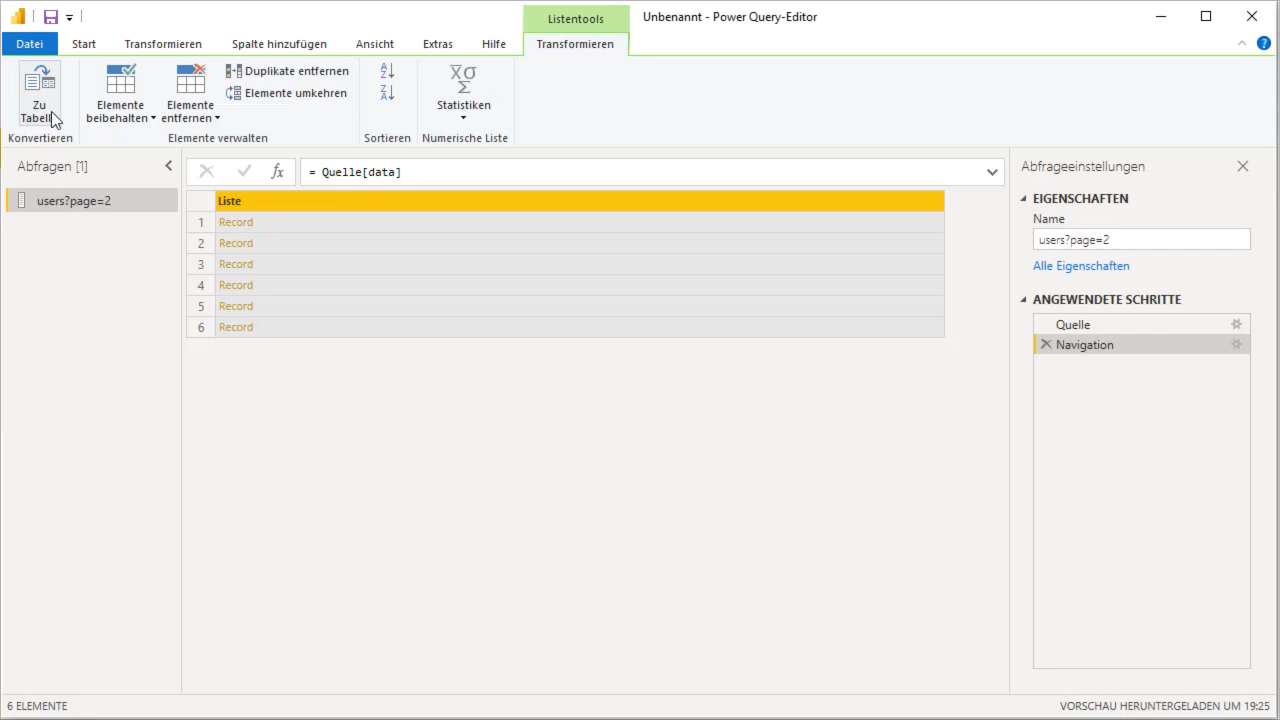 Listentools
Unbenannt - Power Query-Editor
Datei
Start
Transformieren
Spalte hinzufügen
Ansicht
Extras
Hilfe
Transformieren
Zu
Elemente
beibehalten
Elemente
entfernen
Duplikate entfernen
Elemente umkehren
Statistiken
Konvertieren
Elemente verwalten
Sortieren
Numerische Liste
Abfragen [1]
users?page=2
fx
= Quelle[data]
Liste
1 Record
2 Record
3 Record
4 Record
5 Record
6 Record
Abfrageeinstellungen
EIGENSCHAFTEN
Name
users?page=2
Alle Eigenschaften
ANGEWENDETE SCHRITTE
Quelle
Navigation
6 ELEMENTE
VORSCHAU HERUNTERGELADEN UM 19:25